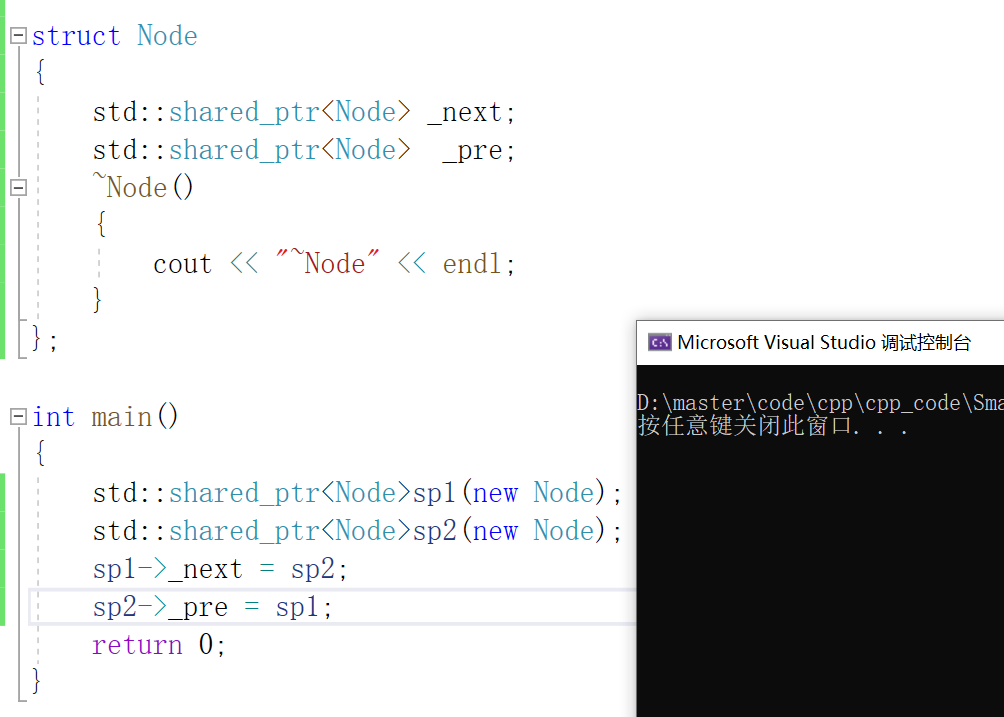 struct Node
{
    std::shared_ptr<Node> _next;
    std::shared_ptr<Node>  _pre;
    ~Node()
    {
        cout << "~Node" << endl;
    }
};
int main()
{
    std::shared_ptr<Node>sp1(new Node);
    std::shared_ptr<Node>sp2(new Node);
    sp1->_next = sp2;
    sp2->_pre = sp1;
    return 0;
}
Microsoft Visual Studio 调试控制台
D:\master\code\cpp\cpp_code\Sma
按任意键关闭此窗口. . .